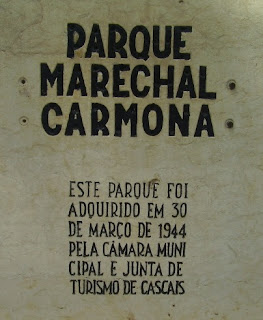 PARQUE
MARECHAL
CARMONA
ESTE PARQUE FOI
ADQUIRIDO EM 30
DE MARÇO DE 1944
PELA CÂMARA MUNI
CIPAL E JUNTA DE
TURISMO DE CASCAIS